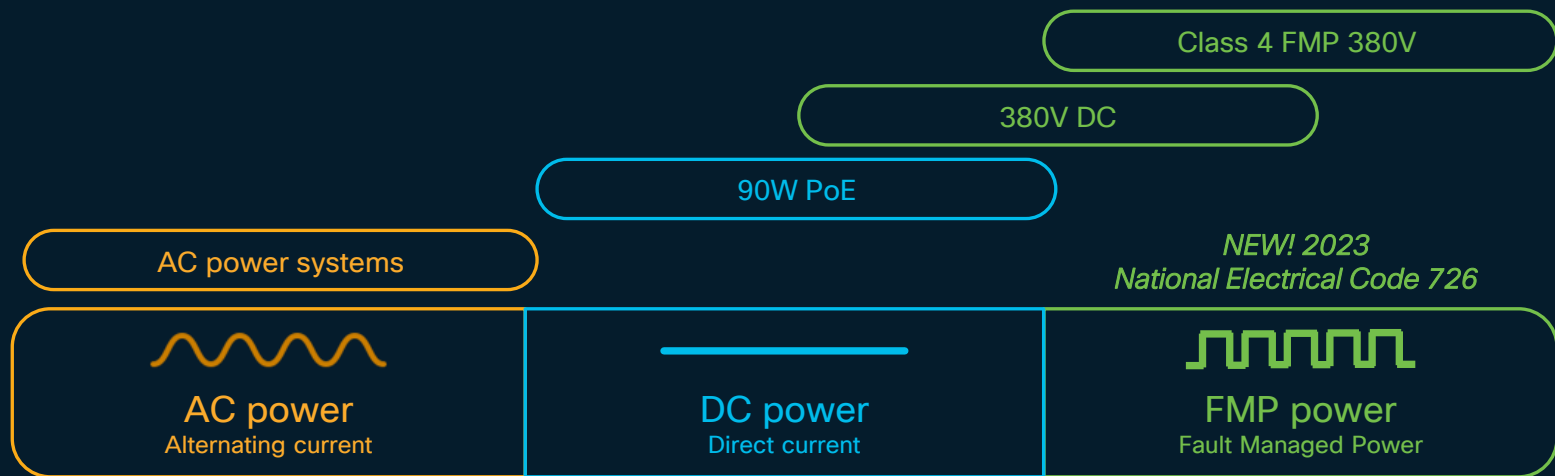 Class 4 FMP 380V
380V DC
90W PoE
AC power systems
NEW! 2023
National Electrical Code 726
AC power
Alternating current
DC power
Direct current
FMP power
Fault Managed Power